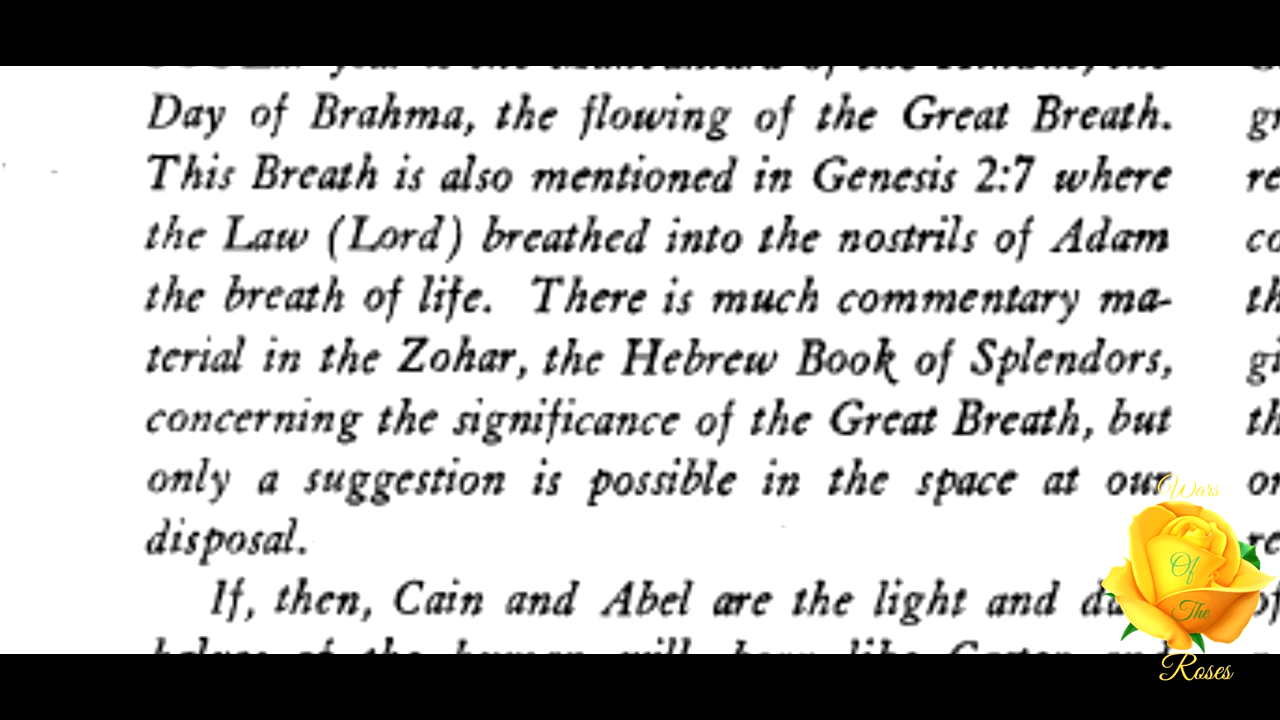 Day of Brahma, the flowing of the Great Breath.
This Breath is also mentioned in Genesis 2:7 where
the Law (Lord) breathed into the nostrils of Adam
the breath of life. There is much commentary ma-
terial in the Zohar, the Hebrew Book of Splendors,
concerning the significance of the Great Breath, but
only a suggestion is possible in the space at our
disposal.
If, then, Cain and Abel are the light and
Wars
Of
The
Roses